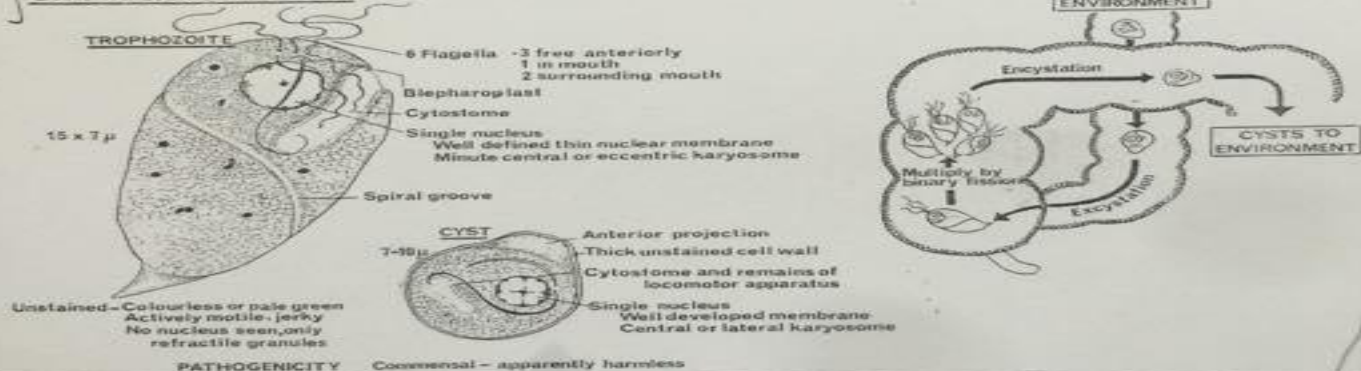 TROPHOZOITE
6 Flagella - 3 free anteriorly
1 in mouth
2 surrounding mouth
Blepharoplast
Cytostome
Single nucleus
Well defined thin nuclear membrane
Minute central or eccentric karyosome
15 x 7 µ
Spiral groove
CYST
7-10 µ
Anterior projection
Thick unstained cell wall
Cytostome and remains of
locomotor apparatus
Single nucleus
Well developed membrane
Central or lateral karyosome
Unstained - Colourless or pale green
Actively motile, jerky
No nucleus seen, only
refractile granules
PATHOGENICITY Commensal - apparently harmless
ENVIRONMENT
Encystation
CYSTS TO
ENVIRONMENT
Multiply by
binary fission
Excystation